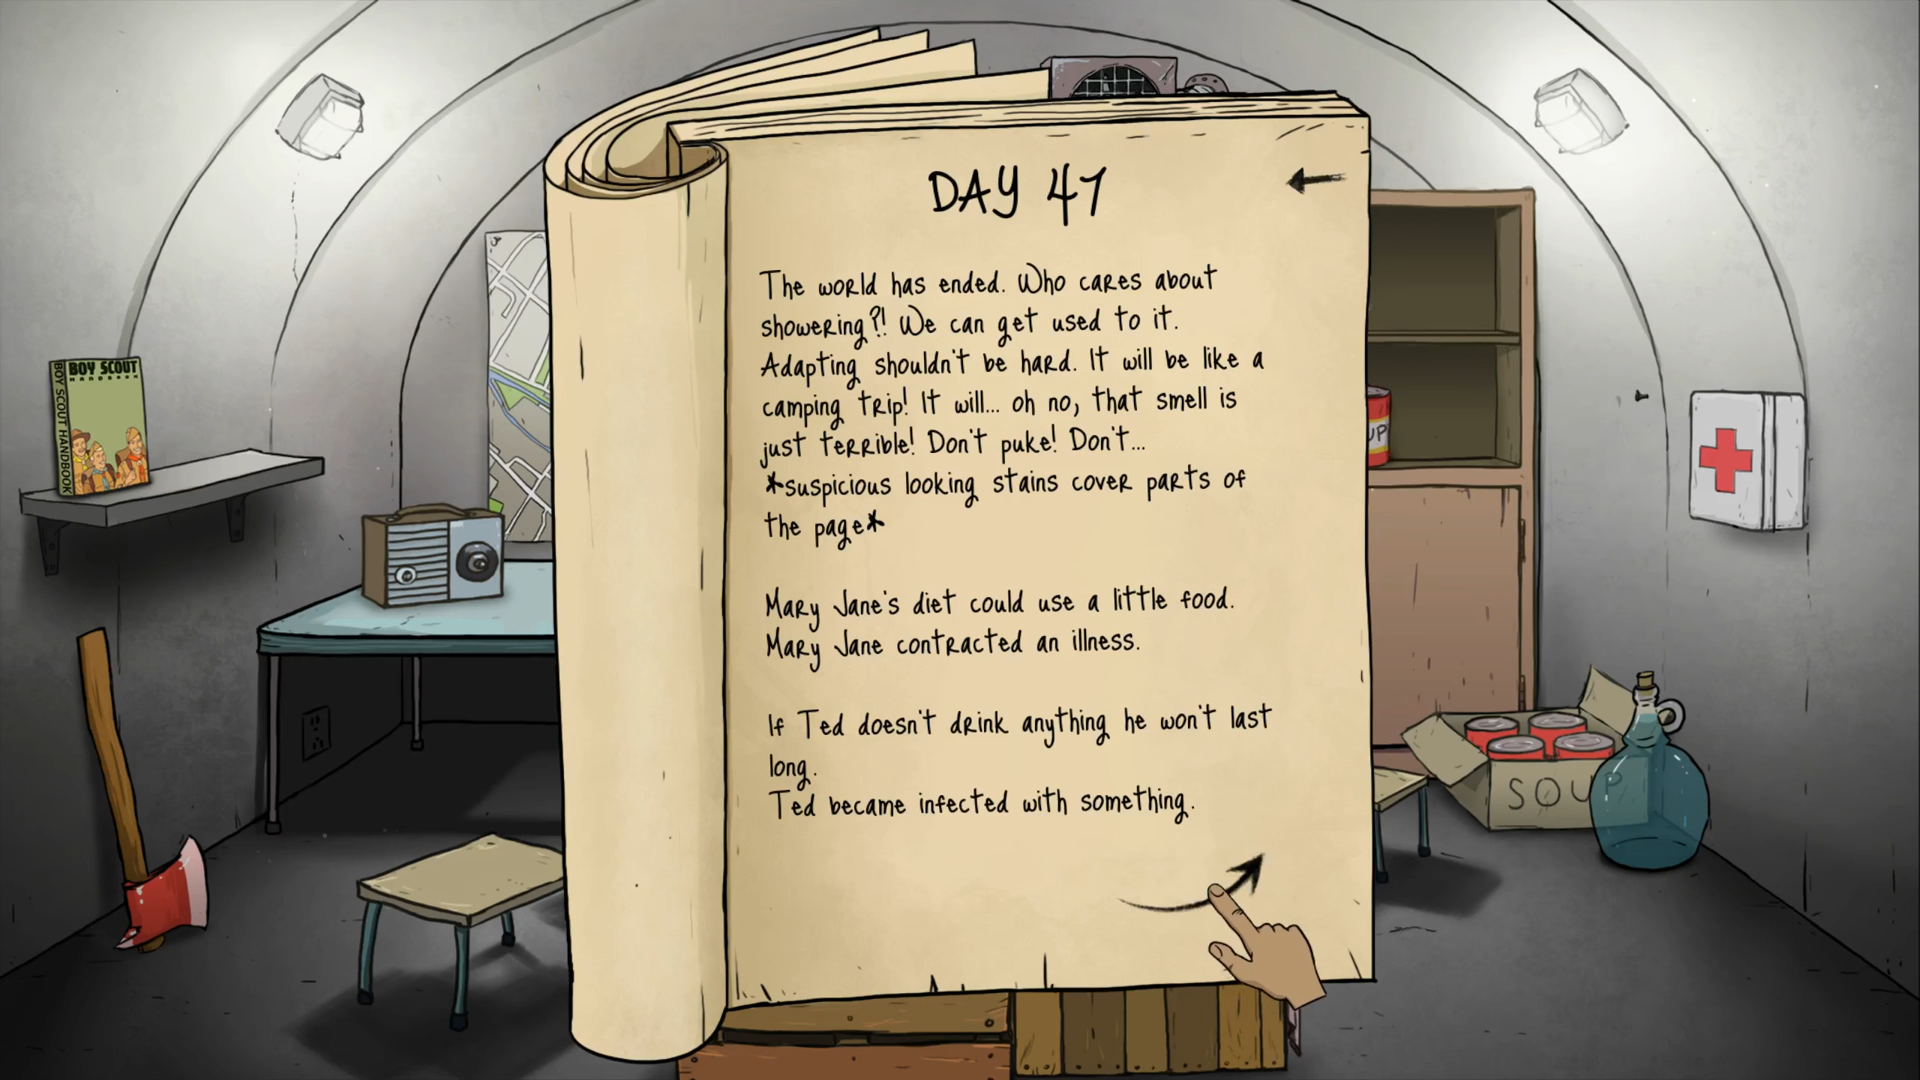 DAY 47
The world has ended. Who cares about
showering?! We can get used to it.
Adapting shouldn't be hard. It will be like a
camping trip! It will... oh no, that smell is
just terrible! Don't puke! Don't...
*suspicious looking stains cover parts of
the page*
Mary Jane's diet could use a little food.
Mary Jane contracted an illness.
If Ted doesn't drink anything he won't last
long.
Ted became infected with something.
BOY SCOUT
HANDBOOK
BOY SCOUT HANDBOOK
UP
SOUP